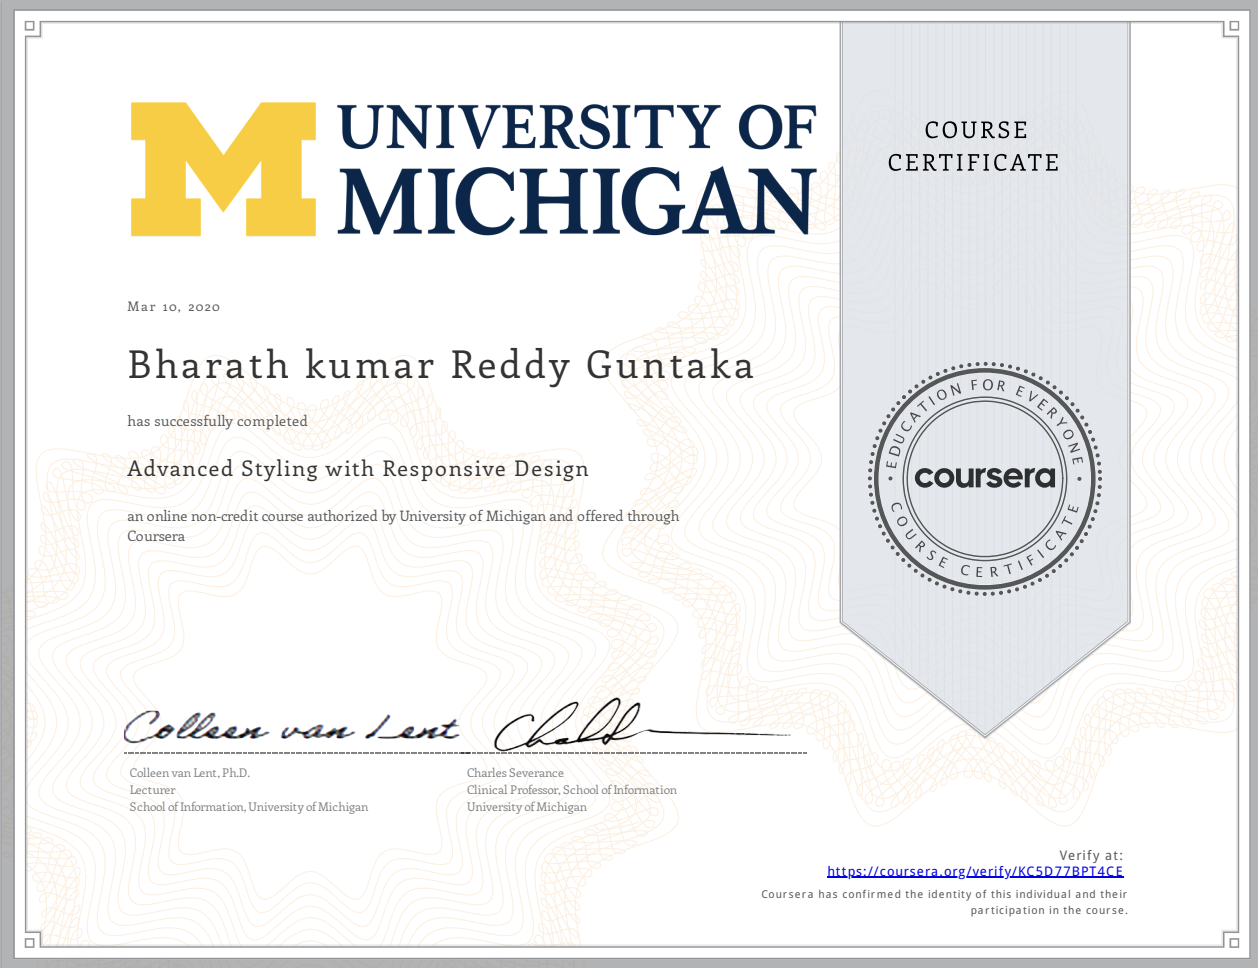 UNIVERSITY OF
MICHIGAN
COURSE
CERTIFICATE
Mar 10, 2020
Bharath kumar Reddy Guntaka
has successfully completed
Advanced Styling with Responsive Design
an online non-credit course authorized by University of Michigan and offered through
Coursera
EDUCATION FOR EVERYONE
coursera
COURSE CERTIFICATE
Colleen van Lent
Colleen van Lent, Ph.D.
Lecturer
School of Information, University of Michigan
Charles Severance
Clinical Professor, School of Information
University of Michigan
Verify at:
https://coursera.org/verify/KC5D77BPT4CE
Coursera has confirmed the identity of this individual and their
participation in the course.